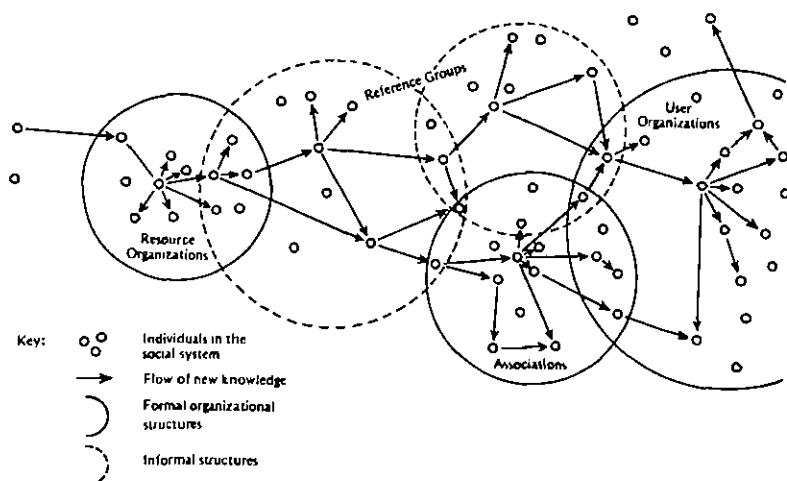 Reference Groups
User
Organizations
Resource
Organizations
Associations
Key:
Individuals in the
social system
Flow of new knowledge
Formal organizational
structures
Informal structures